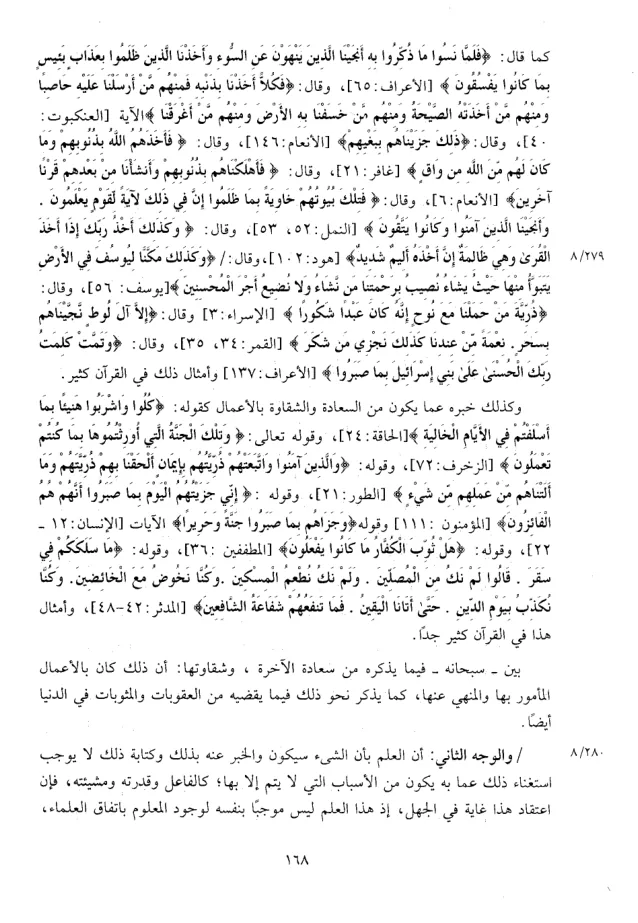 كما قال: ﴿فَلَمَّا نَسُوا مَا ذُكِّرُوا بِهِ أَنجَيْنَا الَّذِينَ يَنْهَوْنَ عَنِ السُّوءِ وَأَخَذْنَا الَّذِينَ ظَلَمُوا بِعَذَابٍ بَئِيسٍ
بِمَا كَانُوا يَفْسُقُونَ﴾ [الأعراف:٦٥]، وقال: ﴿فَكُلاًّ أَخَذْنَا بِذَنْبِهِ فَمِنْهُم مَّنْ أَرْسَلْنَا عَلَيْهِ حَاصِبًا
وَمِنْهُم مَّنْ أَخَذَتْهُ الصَّيْحَةُ وَمِنْهُم مَّنْ خَسَفْنَا بِهِ الأَرْضَ وَمِنْهُم مَّنْ أَغْرَقْنَا﴾ الآية [العنكبوت:
٤٠]، وقال: ﴿ذَلِكَ جَزَيْنَاهُم بِبَغْيِهِمْ﴾ [الأنعام:١٤٦]، وقال: ﴿فَأَخَذَهُمُ اللَّهُ بِذُنُوبِهِمْ وَمَا
كَانَ لَهُم مِّنَ اللَّهِ مِن وَاقٍ﴾ [غافر:٢١]، وقال: ﴿فَأَهْلَكْنَاهُم بِذُنُوبِهِمْ وَأَنشَأْنَا مِنْ بَعْدِهِمْ قَرْنًا
آخَرِينَ﴾ [الأنعام:٦]، وقال: ﴿فَتِلْكَ بُيُوتُهُمْ خَاوِيَةً بِمَا ظَلَمُوا إِنَّ فِي ذَلِكَ لآيَةً لِّقَوْمٍ يَعْلَمُونَ .
وَأَنجَيْنَا الَّذِينَ آمَنُوا وَكَانُوا يَتَّقُونَ﴾ [النمل:٥٢، ٥٣]، وقال: ﴿وَكَذَلِكَ أَخْذُ رَبِّكَ إِذَا أَخَذَ
الْقُرَى وَهِيَ ظَالِمَةٌ إِنَّ أَخْذَهُ أَلِيمٌ شَدِيدٌ﴾ [هود:١٠٢]، وقال: / ﴿وَكَذَلِكَ مَكَّنَّا لِيُوسُفَ فِي الأَرْضِ ٨/٢٧٩
يَتَبَوَّأُ مِنْهَا حَيْثُ يَشَاءُ نُصِيبُ بِرَحْمَتِنَا مَن نَّشَاءُ وَلا نُضِيعُ أَجْرَ الْمُحْسِنِينَ﴾ [يوسف: ٥٦]، وقال:
﴿ذُرِّيَّةَ مَنْ حَمَلْنَا مَعَ نُوحٍ إِنَّهُ كَانَ عَبْدًا شَكُورًا﴾ [الإسراء:٣] وقال: ﴿إِلاَّ آلَ لُوطٍ نَّجَّيْنَاهُم
بِسَحَرٍ. نِعْمَةً مِّنْ عِندِنَا كَذَلِكَ نَجْزِي مَن شَكَرَ﴾ [القمر:٣٤، ٣٥]، وقال: ﴿وَتَمَّتْ كَلِمَتُ
رَبِّكَ الْحُسْنَى عَلَى بَنِي إِسْرَائِيلَ بِمَا صَبَرُوا﴾ [الأعراف:١٣٧] وأمثال ذلك في القرآن كثير.
وكذلك خبره عما يكون من السعادة والشقاوة بالأعمال كقوله: ﴿كُلُوا وَاشْرَبُوا هَنِيئًا بِمَا
أَسْلَفْتُمْ فِي الأَيَّامِ الْخَالِيَةِ﴾ [الحاقة:٢٤]، وقوله تعالى: ﴿وَتِلْكَ الْجَنَّةُ الَّتِي أُورِثْتُمُوهَا بِمَا كُنتُمْ
تَعْمَلُونَ﴾ [الزخرف:٧٢]، وقوله: ﴿وَالَّذِينَ آمَنُوا وَاتَّبَعَتْهُمْ ذُرِّيَّتُهُم بِإِيمَانٍ أَلْحَقْنَا بِهِمْ ذُرِّيَّتَهُمْ وَمَا
أَلَتْنَاهُم مِّنْ عَمَلِهِم مِّن شَيْءٍ﴾ [الطور:٢١]، وقوله: ﴿إِنِّي جَزَيْتُهُمُ الْيَوْمَ بِمَا صَبَرُوا أَنَّهُمْ هُمُ
الْفَائِزُونَ﴾ [المؤمنون :١١١] وقوله ﴿وَجَزَاهُم بِمَا صَبَرُوا جَنَّةً وَحَرِيرًا﴾ الآيات [الإنسان:١٢ ـ
٢٢]، وقوله: ﴿هَلْ ثُوِّبَ الْكُفَّارُ مَا كَانُوا يَفْعَلُونَ﴾ [المطففين :٣٦]، وقوله: ﴿مَا سَلَكَكُمْ فِي
سَقَرَ . قَالُوا لَمْ نَكُ مِنَ الْمُصَلِّينَ . وَلَمْ نَكُ نُطْعِمُ الْمِسْكِينَ .وَكُنَّا نَخُوضُ مَعَ الْخَائِضِينَ. وَكُنَّا
نُكَذِّبُ بِيَوْمِ الدِّينِ . حَتَّى أَتَانَا الْيَقِينُ . فَمَا تَنفَعُهُمْ شَفَاعَةُ الشَّافِعِينَ﴾ [المدثر:٤٢-٤٨]، وأمثال
هذا في القرآن كثير جدًا.
بين ـ سبحانه ـ فيما يذكره من سعادة الآخرة ، وشقاوتها: أن ذلك كان بالأعمال
المأمور بها والمنهي عنها، كما يذكر نحو ذلك فيما يقضيه من العقوبات والمثوبات في الدنيا
أيضًا.
/ والوجه الثاني: أن العلم بأن الشيء سيكون والخبر عنه بذلك وكتابة ذلك لا يوجب ٨/٢٨٠
استغناء ذلك عما به يكون من الأسباب التي لا يتم إلا بها؛ كالفاعل وقدرته ومشيئته، فإن
اعتقاد هذا غاية في الجهل، إذ هذا العلم ليس موجبًا بنفسه لوجود المعلوم باتفاق العلماء،
١٦٨